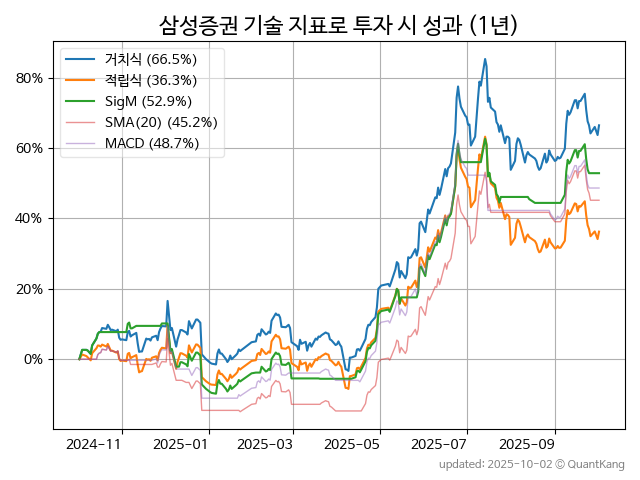 삼성증권 기술 지표로 투자 시 성과 (1년)
거치식 (66.5%)
적립식 (36.3%)
SigM (52.9%)
SMA(20) (45.2%)
MACD (48.7%)
80%
60%
40%
20%
0%
2024-11 2025-01 2025-03 2025-05 2025-07 2025-09
updated: 2025-10-02 © QuantKang